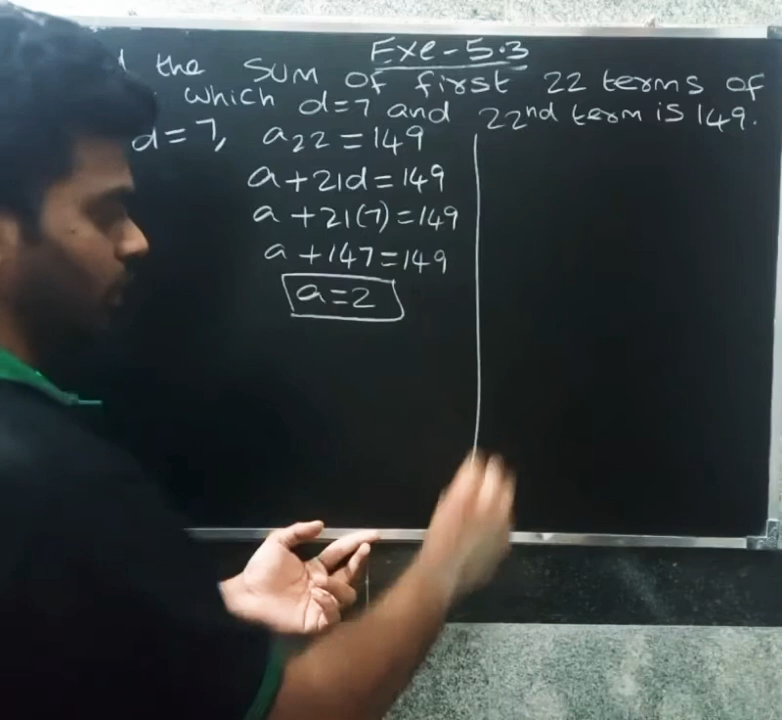 Exe-5.3
the sum of first 22 terms of
which d=7 and 22nd term is 149.
d=7, a22=149
a+21d=149
a+21(7)=149
a+147=149
a=2